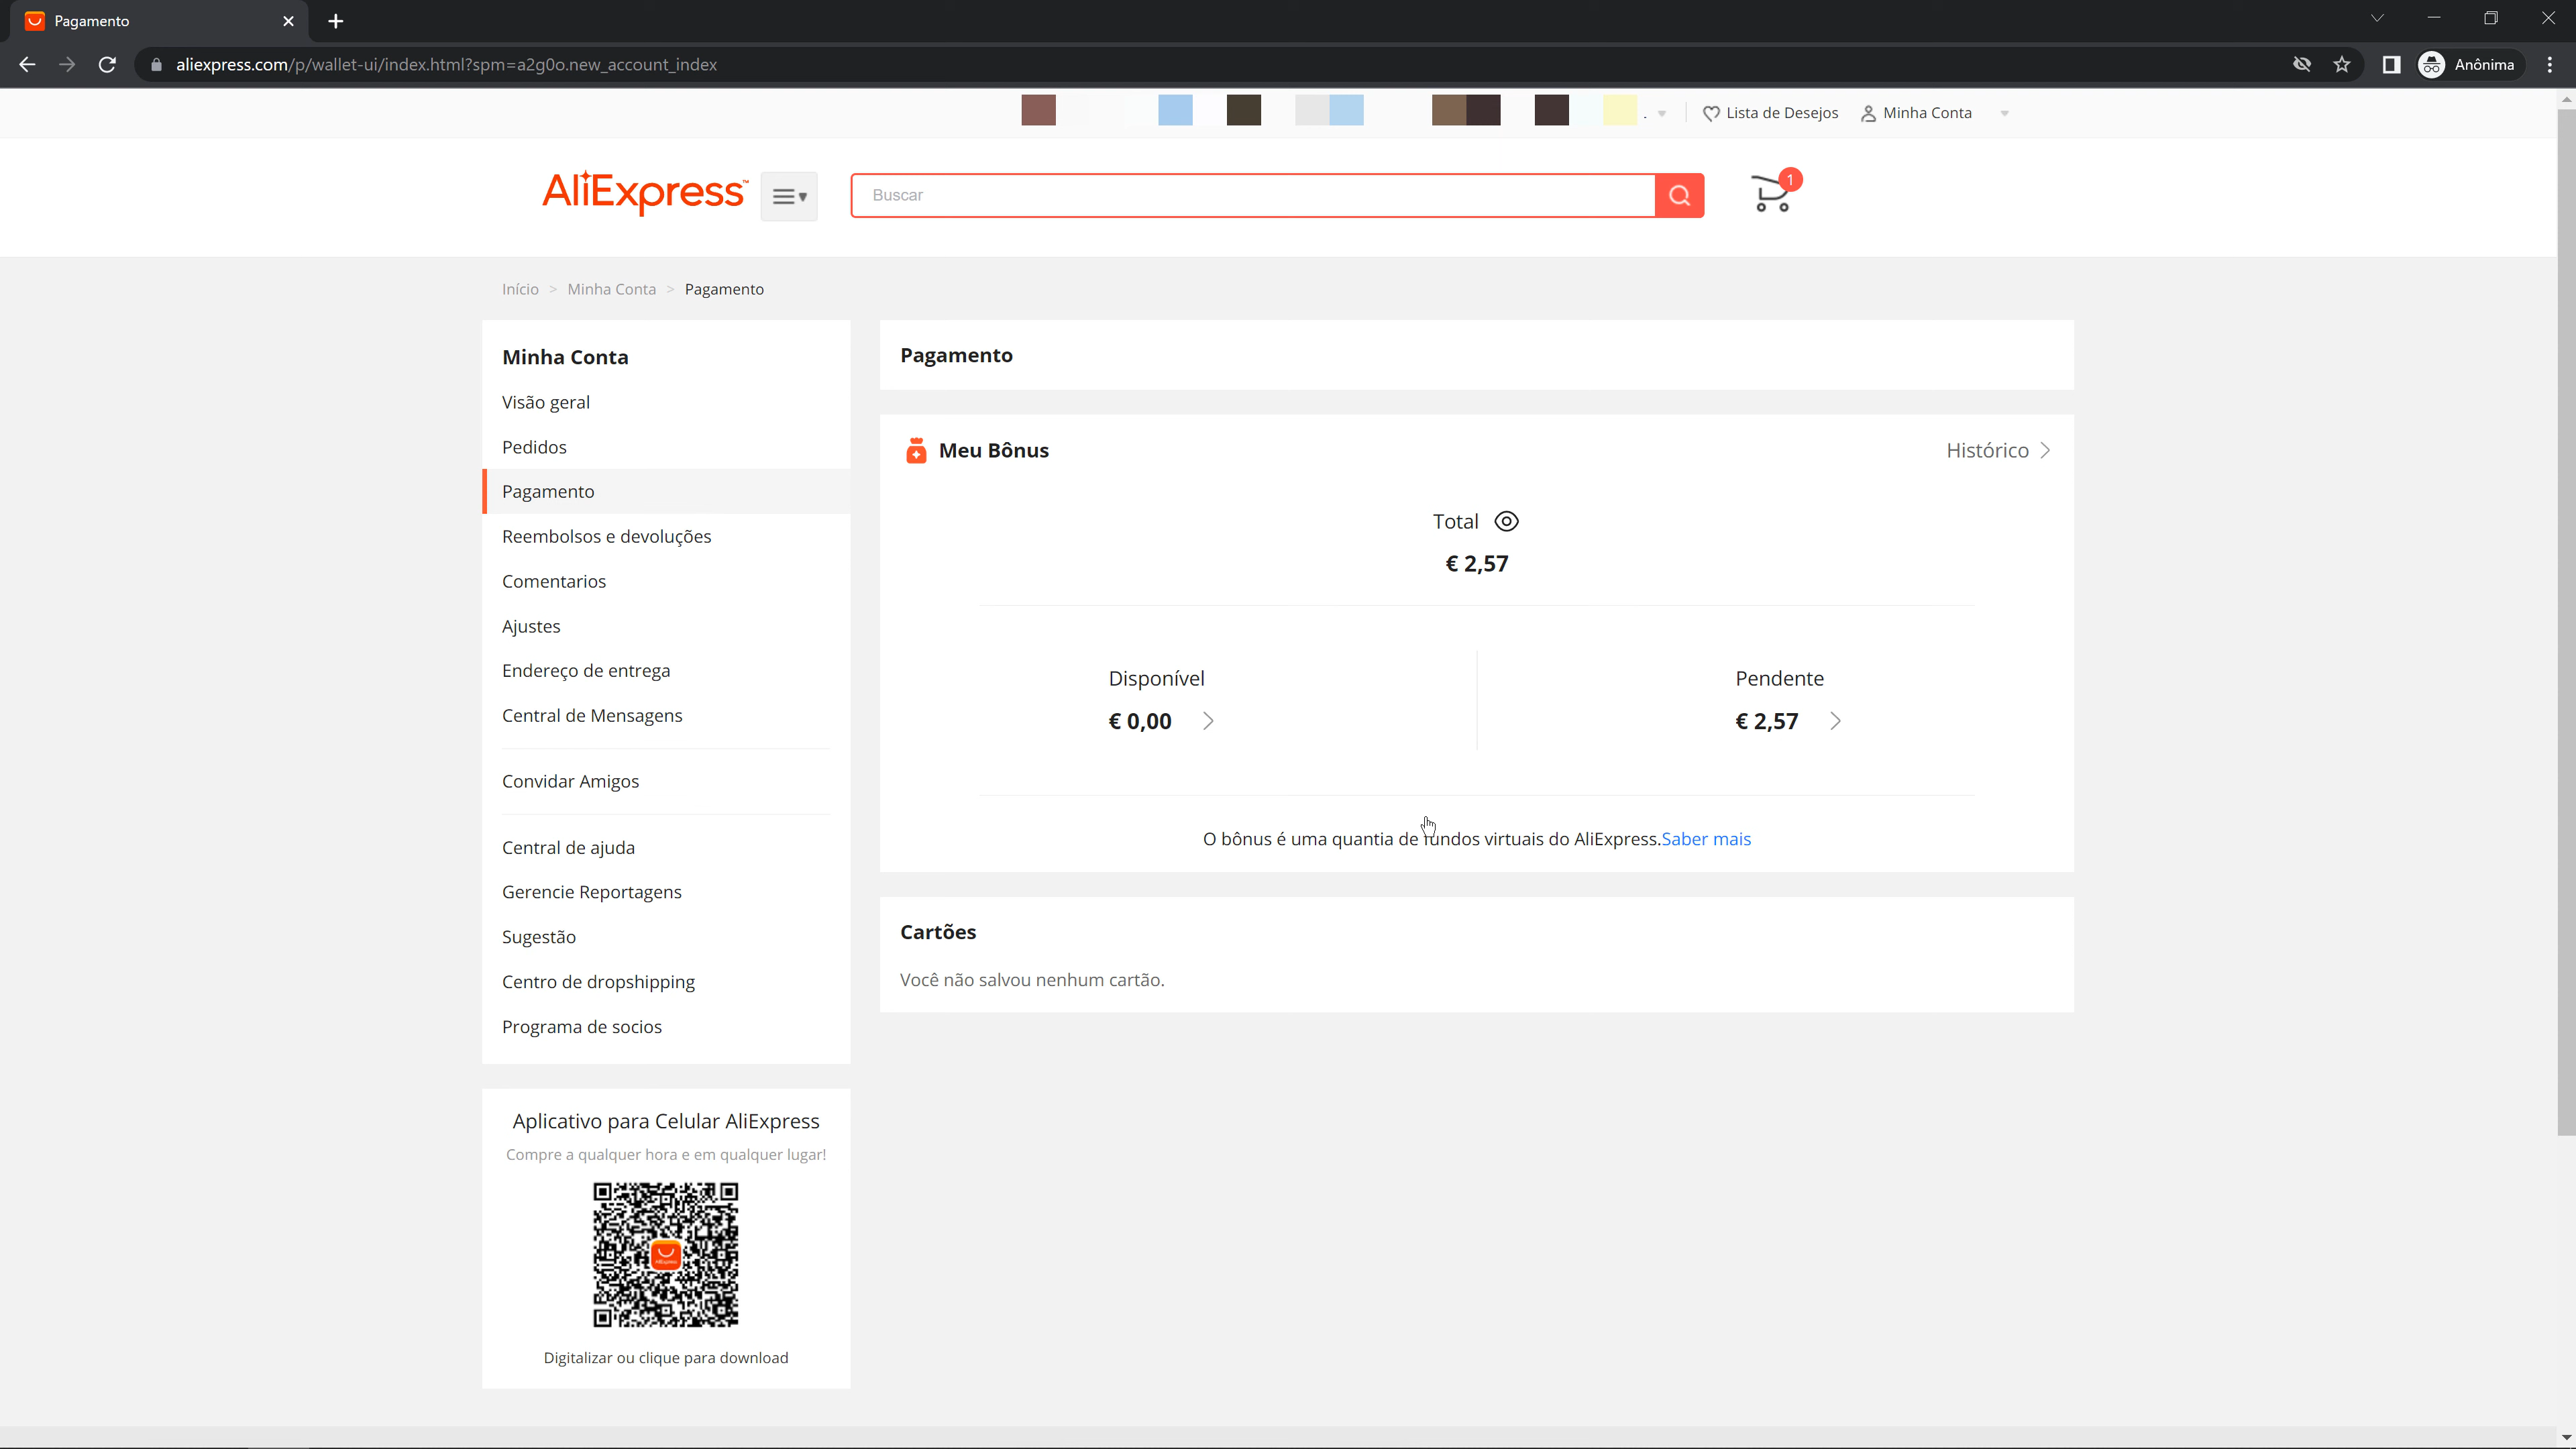 Pagamento
aliexpress.com/p/wallet-ui/index.html?spm=a2g0o.new_account_index
Anônima
Lista de Desejos
Minha Conta
AliExpress™
Buscar
1
Início > Minha Conta > Pagamento
Minha Conta
Visão geral
Pedidos
Pagamento
Reembolsos e devoluções
Comentarios
Ajustes
Endereço de entrega
Central de Mensagens
Convidar Amigos
Central de ajuda
Gerencie Reportagens
Sugestão
Centro de dropshipping
Programa de socios
Aplicativo para Celular AliExpress
Compre a qualquer hora e em qualquer lugar!
AliExpress
Digitalizar ou clique para download
Pagamento
Meu Bônus
Histórico
Total
€ 2,57
Disponível
€ 0,00
Pendente
€ 2,57
O bônus é uma quantia de fundos virtuais do AliExpress.Saber mais
Cartões
Você não salvou nenhum cartão.